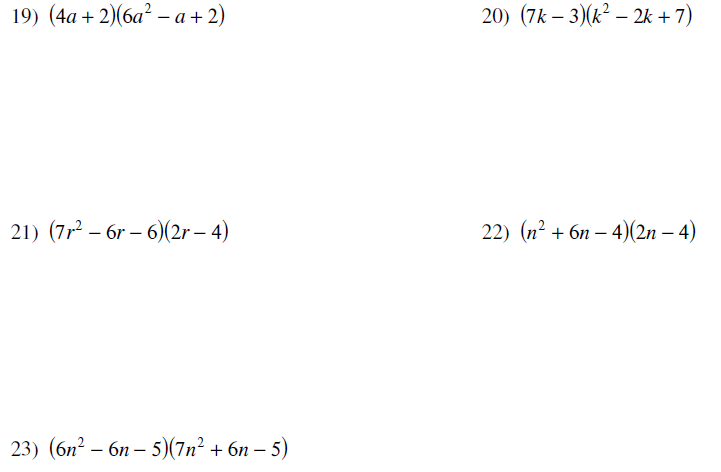 19) (4a + 2)(6a² – a + 2)
20) (7k – 3)(k² – 2k + 7)
21) (7r² – 6r – 6)(2r – 4)
22) (n² + 6n – 4)(2n – 4)
23) (6n² – 6n – 5)(7n² + 6n – 5)